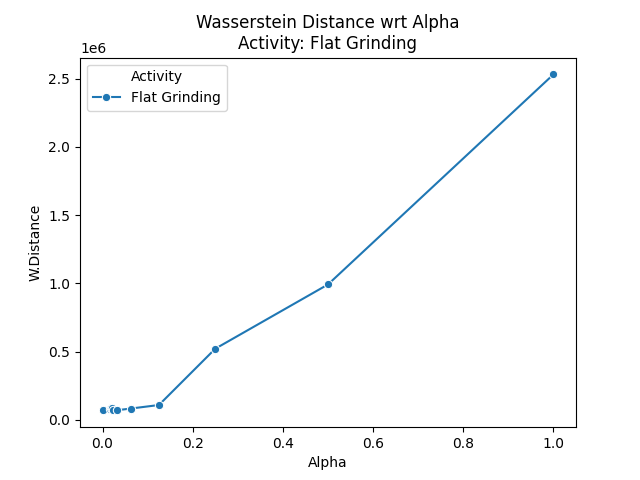 Wasserstein Distance wrt Alpha
Activity: Flat Grinding
1e6
Activity
Flat Grinding
2.5
2.0
1.5
1.0
0.5
0.0
W.Distance
0.0 0.2 0.4 0.6 0.8 1.0
Alpha